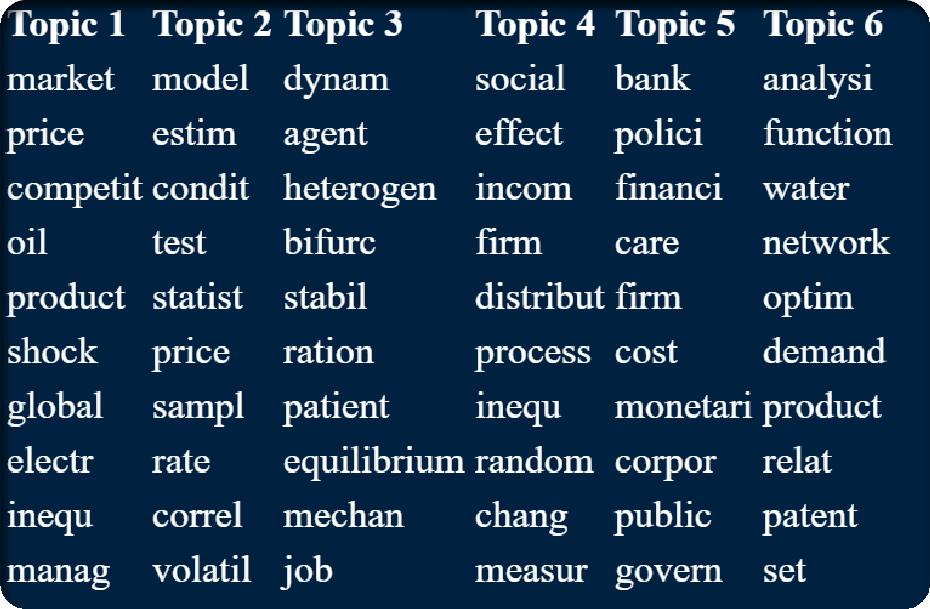 Topic 1 Topic 2 Topic 3 Topic 4 Topic 5 Topic 6
market model dynam social bank analysi
price estim agent effect polici function
competit condit heterogen incom financi water
oil test bifurc firm care network
product statist stabil distribut firm optim
shock price ration process cost demand
global sampl patient inequ monetari product
electr rate equilibrium random corpor relat
inequ correl mechan chang public patent
manag volatil job measur govern set